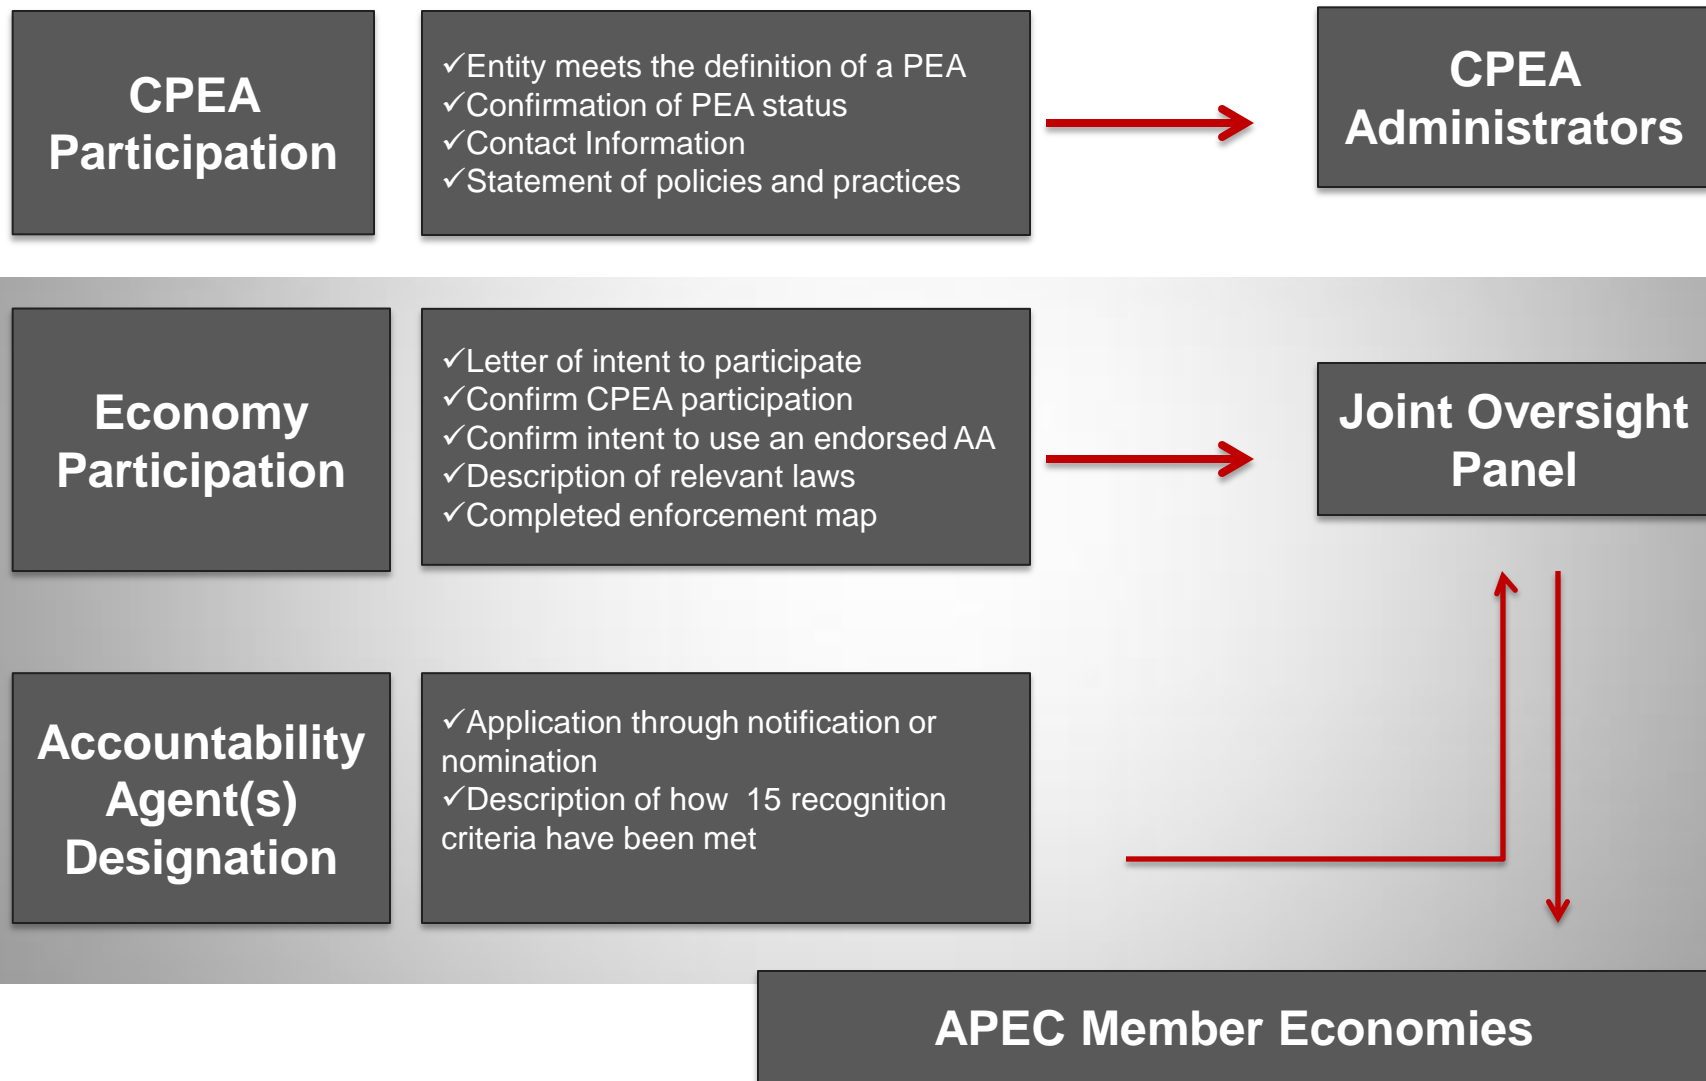 CPEA
Participation
✓Entity meets the definition of a PEA
✓Confirmation of PEA status
✓Contact Information
✓Statement of policies and practices
CPEA
Administrators
Economy
Participation
✓Letter of intent to participate
✓Confirm CPEA participation
✓Confirm intent to use an endorsed AA
✓Description of relevant laws
✓Completed enforcement map
Joint Oversight
Panel
Accountability
Agent(s)
Designation
✓Application through notification or
nomination
✓Description of how  15 recognition
criteria have been met
APEC Member Economies